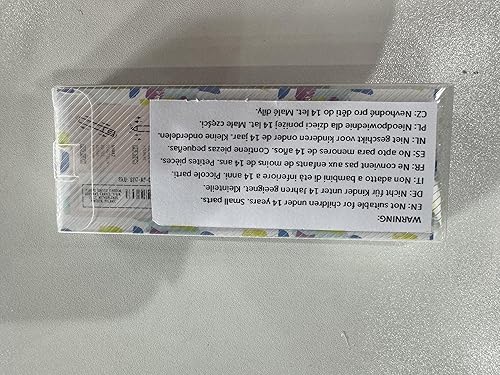 WARNING:
EN: Not suitable for children under 14 years. Small parts.
DE: Nicht für Kinder unter 14 Jahren geeignet. Kleinteile.
IT: Non adatto a bambini di età inferiore a 14 anni. Piccole parti.
FR: Ne convient pas aux enfants de moins de 14 ans. Petites pièces.
ES: No apto para menores de 14 años. Contiene piezas pequeñas.
NL: Niet geschikt voor kinderen onder de 14 jaar. Kleine onderdelen.
PL: Nieodpowiednie dla dzieci poniżej 14 lat. Małe części.
CZ: Nevhodné pro děti do 14 let. Malé díly.